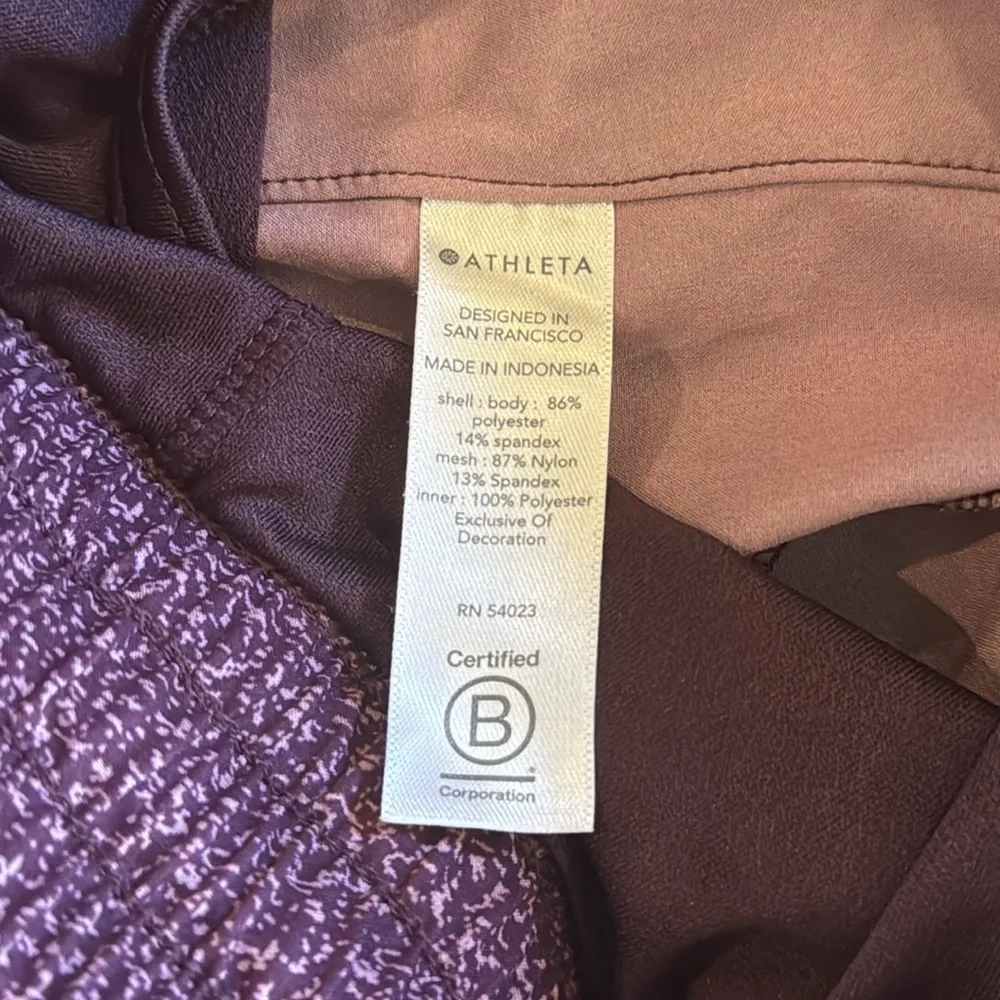 ATHLETA
DESIGNED IN
SAN FRANCISCO
MADE IN INDONESIA
shell : body : 86%
polyester
14% spandex
mesh : 87% Nylon
13% Spandex
inner : 100% Polyester
Exclusive Of
Decoration
RN 54023
Certified
B
Corporation